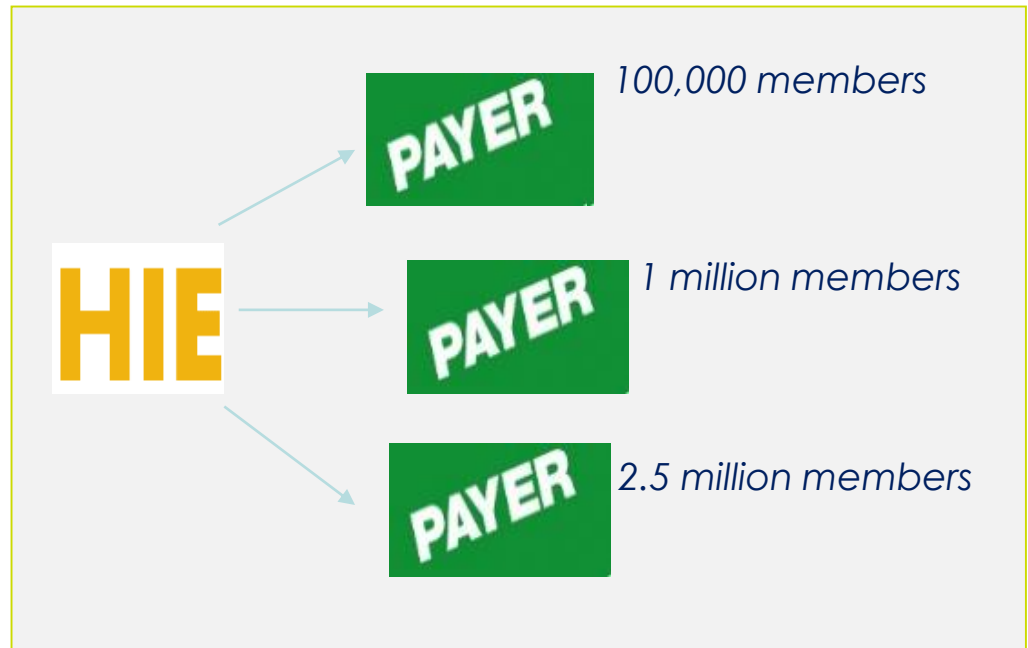 100,000 members
PAYER
HIE
1 million members
PAYER
2.5 million members
PAYER